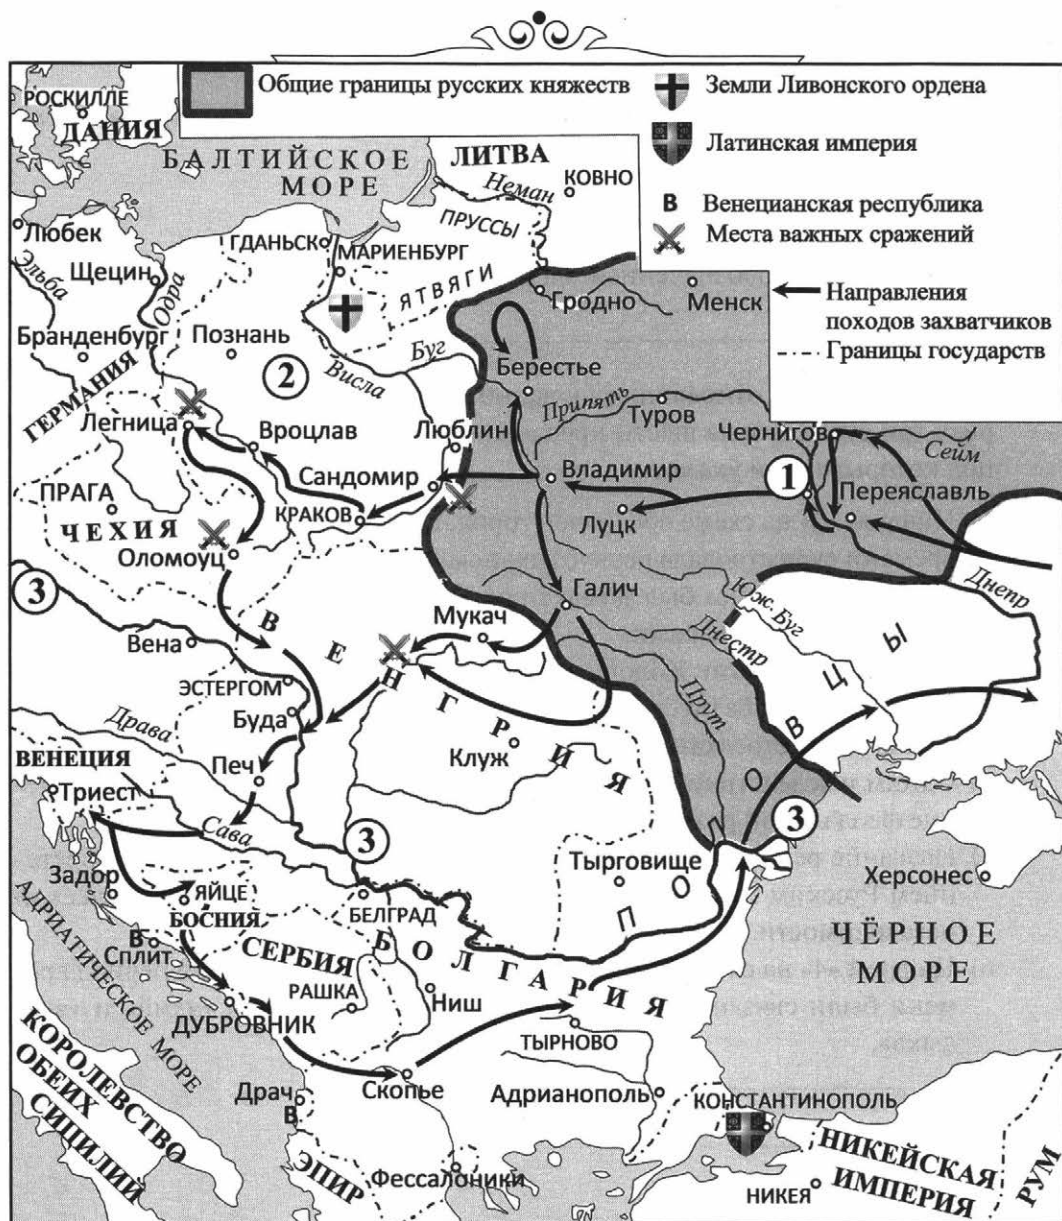 Общие границы русских княжеств
Земли Ливонского ордена
Латинская империя
В Венецианская республика
Места важных сражений
Направления
походов захватчиков
Границы государств
РОСКИЛЛЕ
ДАНИЯ
БАЛТИЙСКОЕ
МОРЕ
ЛИТВА
Неман
КОВНО
ПРУССЫ
Любек
ГДАНЬСК
МАРИЕНБУРГ
Эльба
Щецин
Одра
ЯТВЯГИ
Гродно
Менск
Бранденбург
Познань
Буг
Висла
Берестье
2
ГЕРМАНИЯ
Припять
Туров
Легница
Вроцлав
Люблин
Чернигов
Сейм
Сандомир
Владимир
1
Переяславль
ПРАГА
КРАКОВ
Луцк
ЧЕХИЯ
Оломоуц
3
Галич
Днепр
Юж. Буг
Мукач
Днестр
Вена
ВЕНГРИЯ
ЭСТЕРГОМ
Буда
Прут
ПОЛОВЦЫ
Драва
Клуж
ВЕНЕЦИЯ
Печ
Триест
Сава
3
3
Тырговище
Задор
ЯЙЦЕ
БЕЛГРАД
Херсонес
БОСНИЯ
ЧЁРНОЕ
МОРЕ
АДРИАТИЧЕСКОЕ МОРЕ
В
Сплит
СЕРБИЯ
БОЛГАРИЯ
РАШКА
Ниш
ДУБРОВНИК
ТЫРНОВО
КОРОЛЕВСТВО
ОБЕИХ
СИЦИЛИЙ
Драч
В
Скопье
Адрианополь
КОНСТАНТИНОПОЛЬ
ЭПИР
Фессалоники
НИКЕЙСКАЯ
ИМПЕРИЯ
НИКЕЯ
РУМ